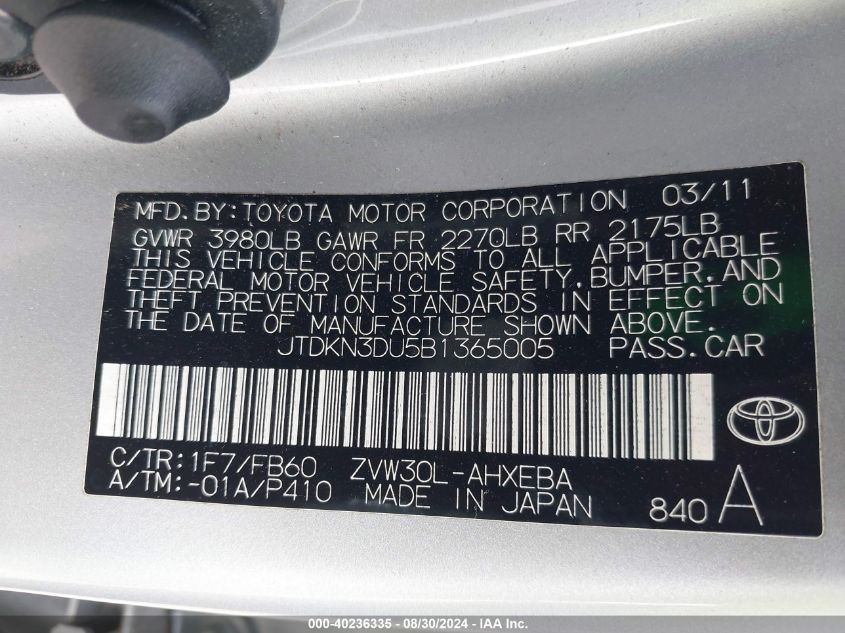 MFD.BY:TOYOTA MOTOR CORPORATION 03/11
GVWR 3980LB GAWR FR 2270LB RR 2175LB
THIS VEHICLE CONFORMS TO ALL APPLICABLE
FEDERAL MOTOR VEHICLE SAFETY,BUMPER,AND
THEFT PREVENTION STANDARDS IN EFFECT ON
THE DATE OF MANUFACTURE SHOWN ABOVE.
JTDKN3DU5B1365005 PASS.CAR
C/TR:1F7/FB60 ZVW30L-AHXEBA
A/TM:-01A/P410 MADE IN JAPAN 840 A
000-40236335 - 08/30/2024 - IAA Inc.